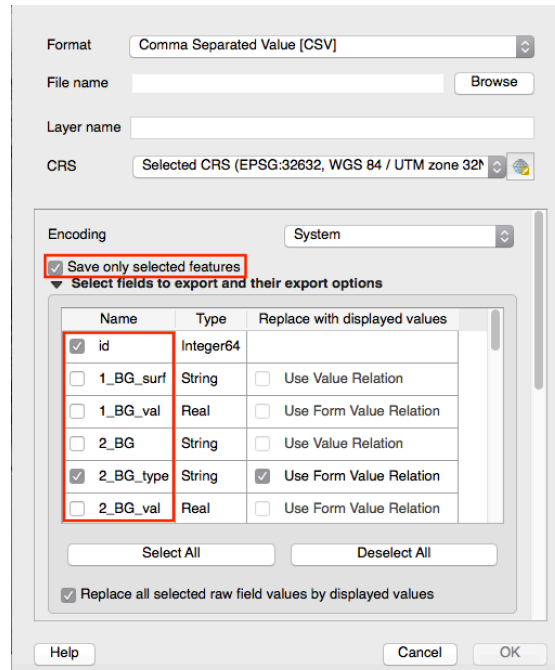 Format Comma Separated Value [CSV]
File name Browse
Layer name
CRS Selected CRS (EPSG:32632, WGS 84 / UTM zone 32N
Encoding System
Save only selected features
Select fields to export and their export options
Name Type Replace with displayed values
id Integer64
1_BG_surf String Use Value Relation
1_BG_val Real Use Form Value Relation
2_BG String Use Value Relation
2_BG_type String Use Form Value Relation
2_BG_val Real Use Form Value Relation
Select All Deselect All
Replace all selected raw field values by displayed values
Help Cancel OK